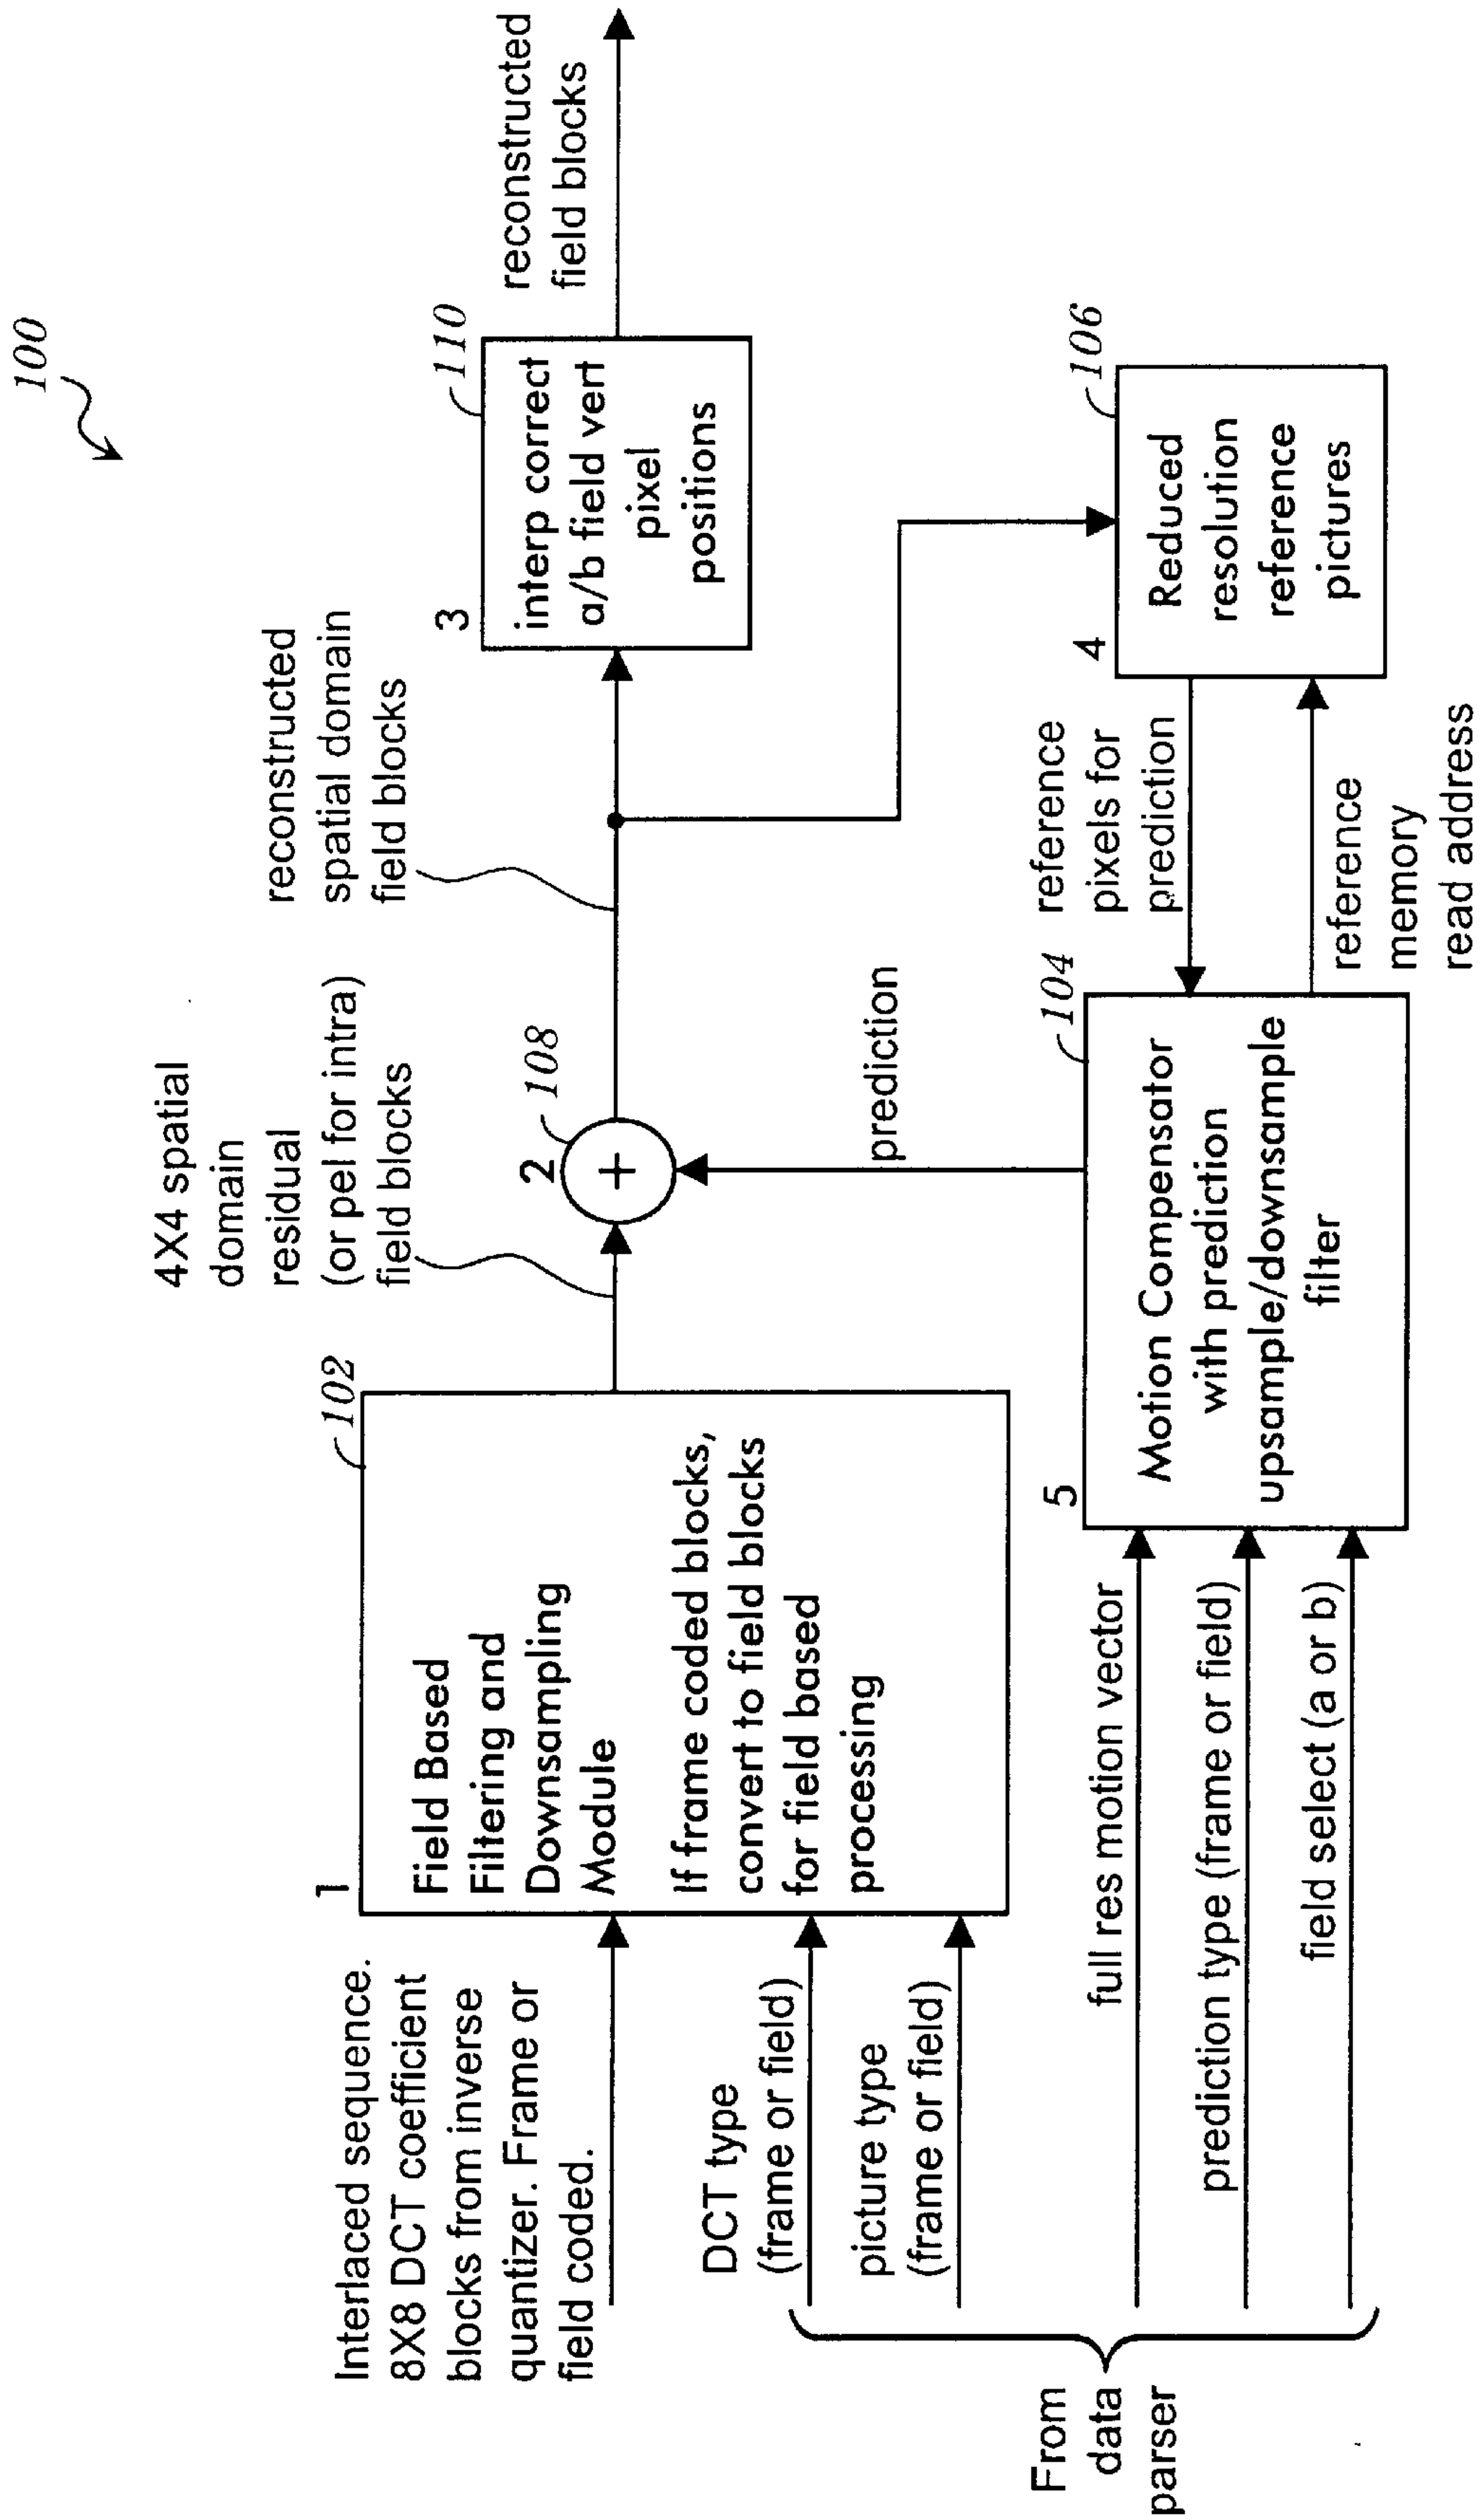 100
Interlaced sequence.
8X8 DCT coefficient
blocks from inverse
quantizer. Frame or
field coded.
DCT type
(frame or field)
picture type
(frame or field)
From
data
parser
1
102
Field Based
Filtering and
Downsampling
Module
If frame coded blocks,
convert to field blocks
for field based
processing
4X4 spatial
domain
residual
(or pel for intra)
field blocks
2
108
+
reconstructed
spatial domain
field blocks
3
110
interp correct
a/b field vert
pixel
positions
reconstructed
field blocks
prediction
full res motion vector
prediction type (frame or field)
field select (a or b)
5
104
Motion Compensator
with prediction
upsample/downsample
filter
reference
pixels for
prediction
reference
memory
read address
4
106
Reduced
resolution
reference
pictures